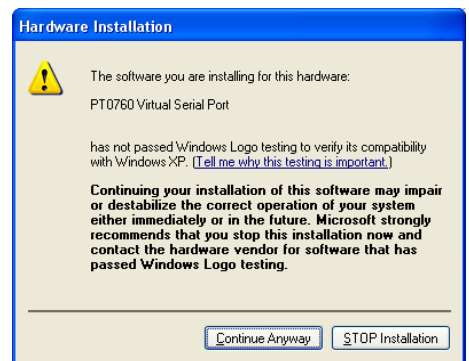 Hardware Installation
The software you are installing for this hardware:
PT0760 Virtual Serial Port
has not passed Windows Logo testing to verify its compatibility
with Windows XP. (Tell me why this testing is important.)
Continuing your installation of this software may impair
or destabilize the correct operation of your system
either immediately or in the future. Microsoft strongly
recommends that you stop this installation now and
contact the hardware vendor for software that has
passed Windows Logo testing.
Continue Anyway STOP Installation